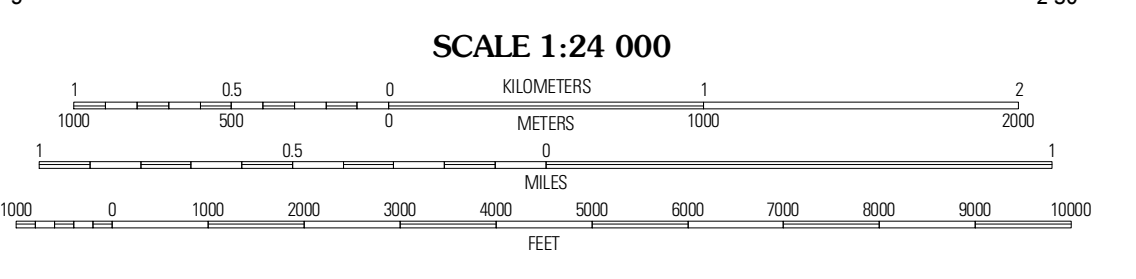 SCALE 1:24 000
1 0.5 0 KILOMETERS 1 2
1000 500 0 METERS 1000 2000
1 0.5 0 1
MILES
1000 0 1000 2000 3000 4000 5000 6000 7000 8000 9000 10000
FEET